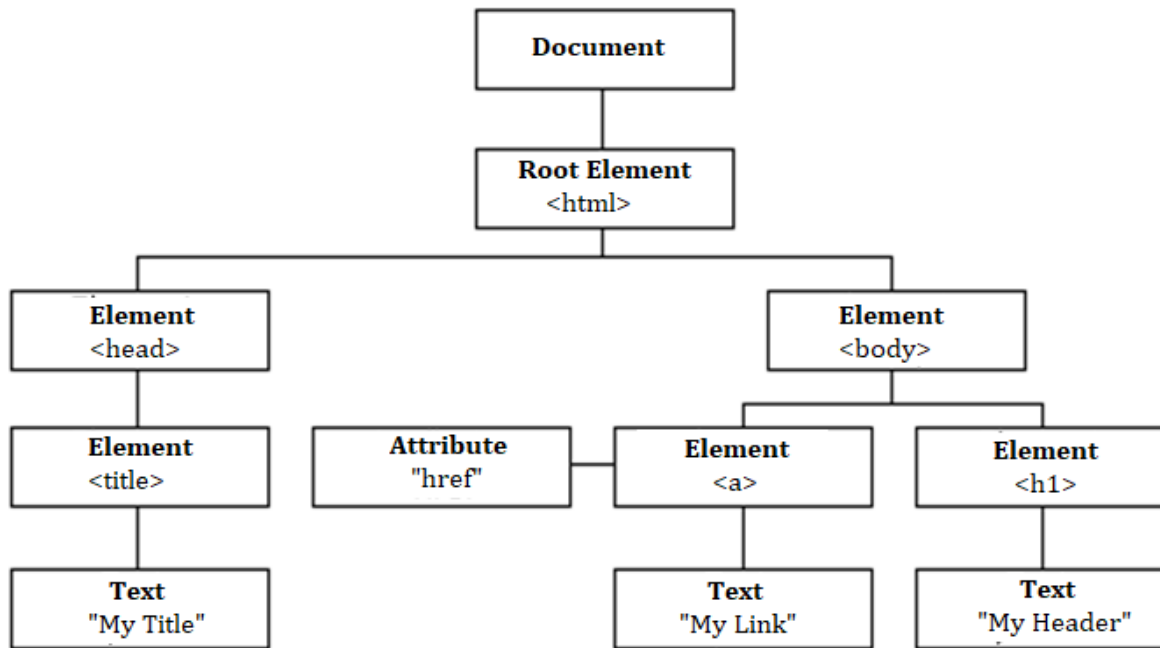 Document
Root Element
<html>
Element
<head>
Element
<body>
Element
<title>
Attribute
"href"
Element
<a>
Element
<h1>
Text
"My Title"
Text
"My Link"
Text
"My Header"